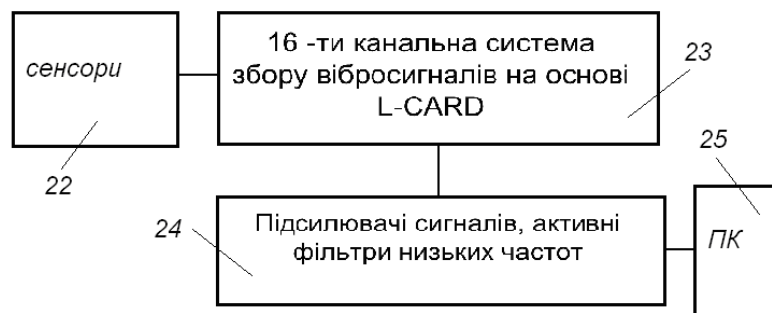 сенсори
16 -ти канальна система
збору вібросигналів на основі
L-CARD
23
22
25
24
Підсилювачі сигналів, активні
фільтри низьких частот
ПК